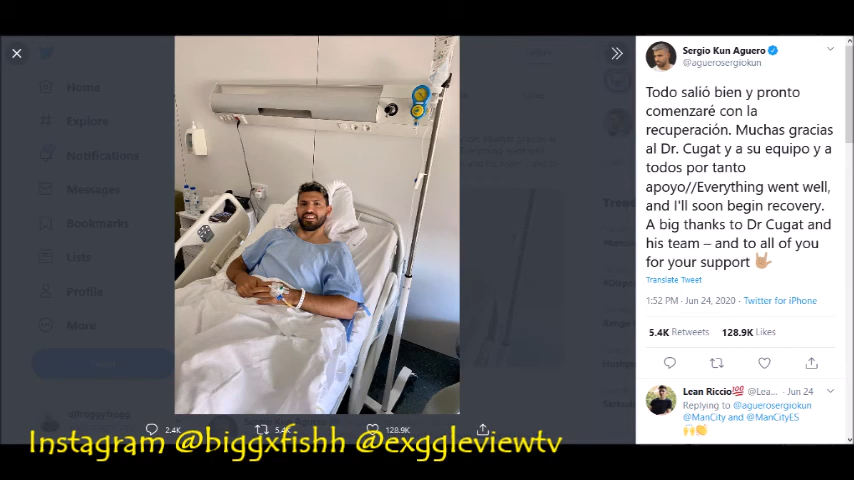 Home
Explore
Notifications
Messages
Bookmarks
Lists
Profile
More
2.4K
5.4K
128.9K
Sergio Kun Aguero
@aguerosergiokun
Todo salió bien y pronto
comenzaré con la
recuperación. Muchas gracias
al Dr. Cugat y a su equipo y a
todos por tanto
apoyo//Everything went well,
and I'll soon begin recovery.
A big thanks to Dr Cugat and
his team – and to all of you
for your support 🤟🏼
Translate Tweet
1:52 PM · Jun 24, 2020 · Twitter for iPhone
5.4K Retweets 128.9K Likes
Lean Riccio💯 @Lea... · Jun 24
Replying to @aguerosergiokun
@ManCity and @ManCityES
🙌👏
Instagram @biggxfishh @exggleviewtv